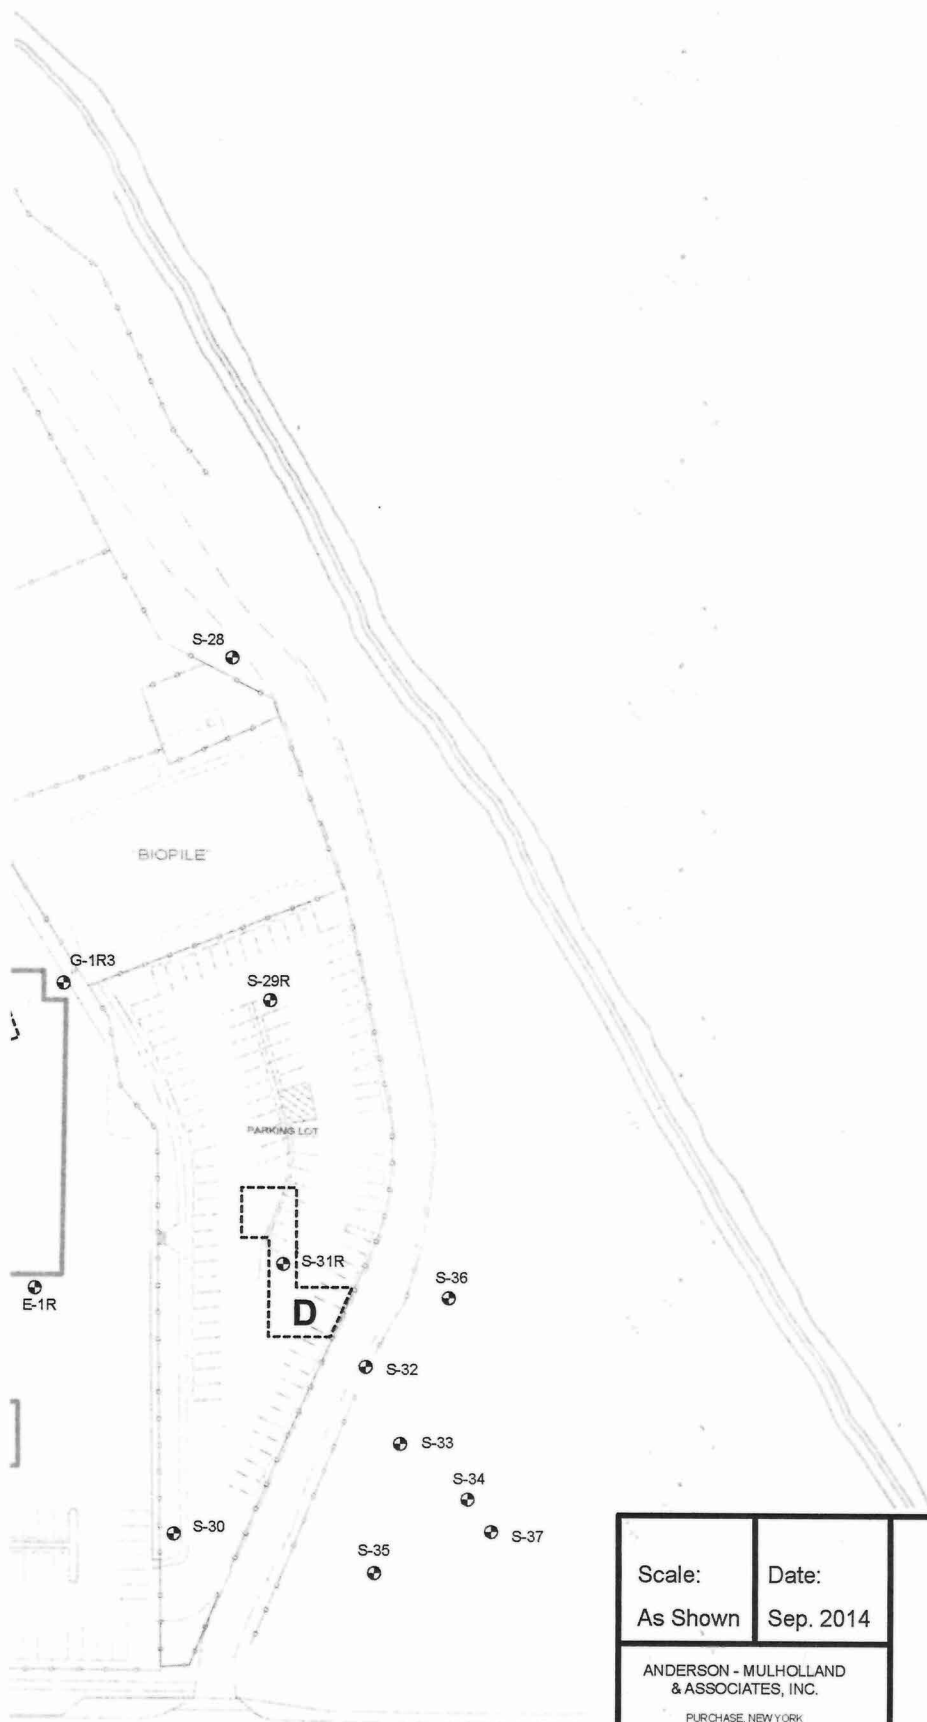 S-28
BIOPILE
G-1R3
S-29R
PARKING LOT
S-31R
E-1R
S-36
D
S-32
S-33
S-34
S-30
S-37
S-35
Scale:
As Shown
Date:
Sep. 2014
ANDERSON - MULHOLLAND
& ASSOCIATES, INC.
PURCHASE, NEW YORK